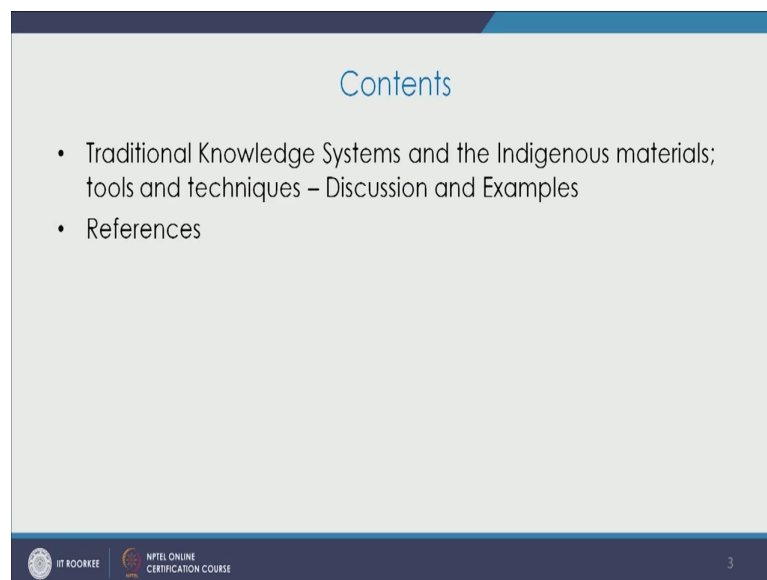 Contents
• Traditional Knowledge Systems and the Indigenous materials;
tools and techniques – Discussion and Examples
• References
IIT ROORKEE
NPTEL ONLINE
CERTIFICATION COURSE
3